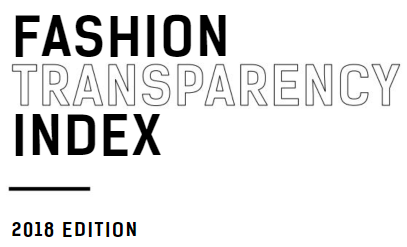 FASHION
TRANSPARENCY
INDEX
2018 EDITION